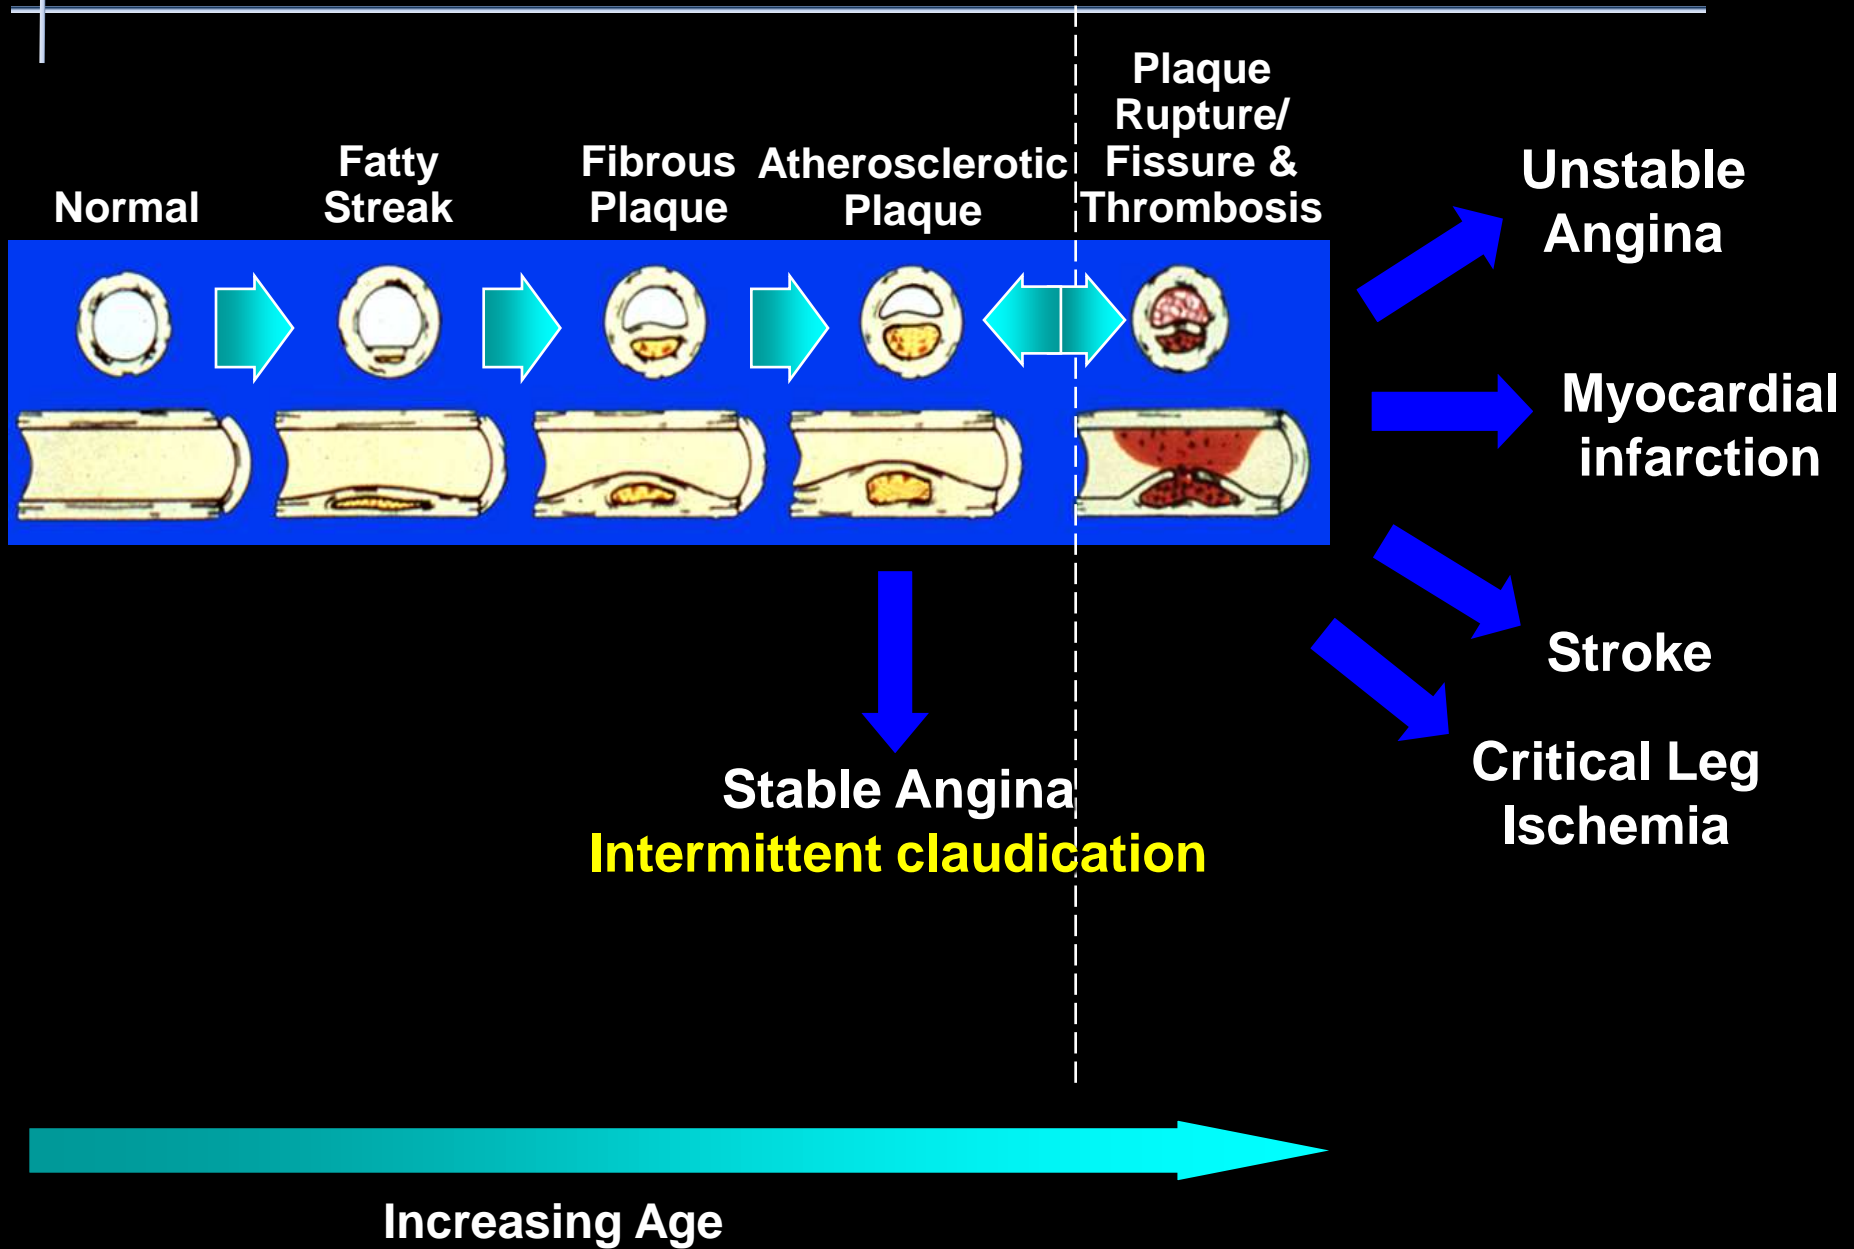 Normal
Fatty
Streak
Fibrous
Plaque
Atherosclerotic
Plaque
Plaque
Rupture/
Fissure &
Thrombosis
Unstable
Angina
Myocardial
infarction
Stroke
Critical Leg
Ischemia
Stable Angina
Intermittent claudication
Increasing Age